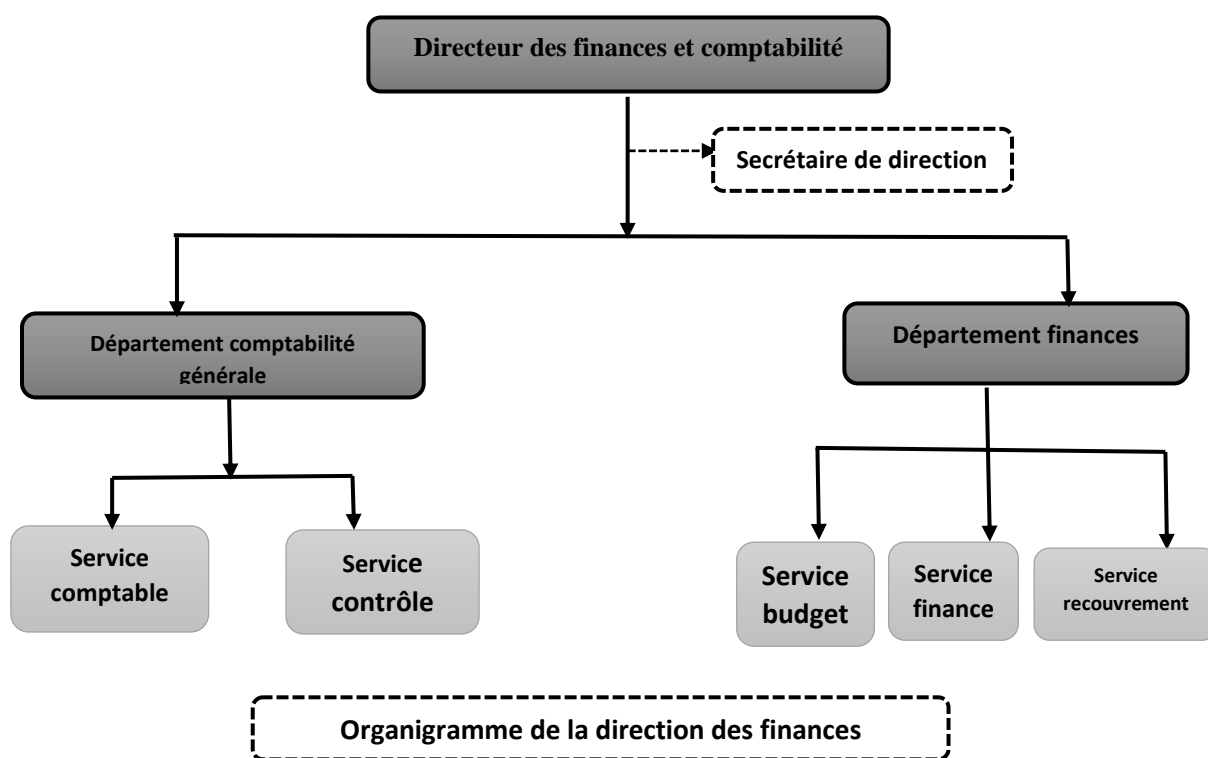 Directeur des finances et comptabilité
Secrétaire de direction
Département comptabilité
générale
Département finances
Service
comptable
Service
contrôle
Service
budget
Service
finance
Service
recouvrement
Organigramme de la direction des finances